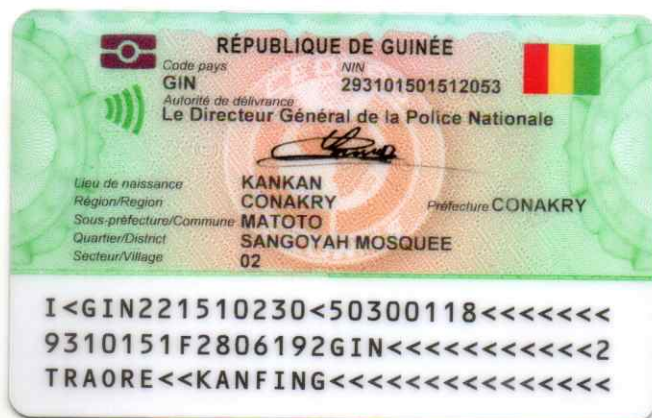 RÉPUBLIQUE DE GUINÉE
Code pays NIN
GIN 293101501512053
Autorité de délivrance
Le Directeur Général de la Police Nationale
Lieu de naissance KANKAN
Région/Region CONAKRY Préfecture CONAKRY
Sous-préfecture/Commune MATOTO
Quartier/District SANGOYAH MOSQUEE
Secteur/Village 02
I<GIN221510230<50300118<<<<<<<
9310151F2806192GIN<<<<<<<<<<<2
TRAORE<<KANFING<<<<<<<<<<<<<<<